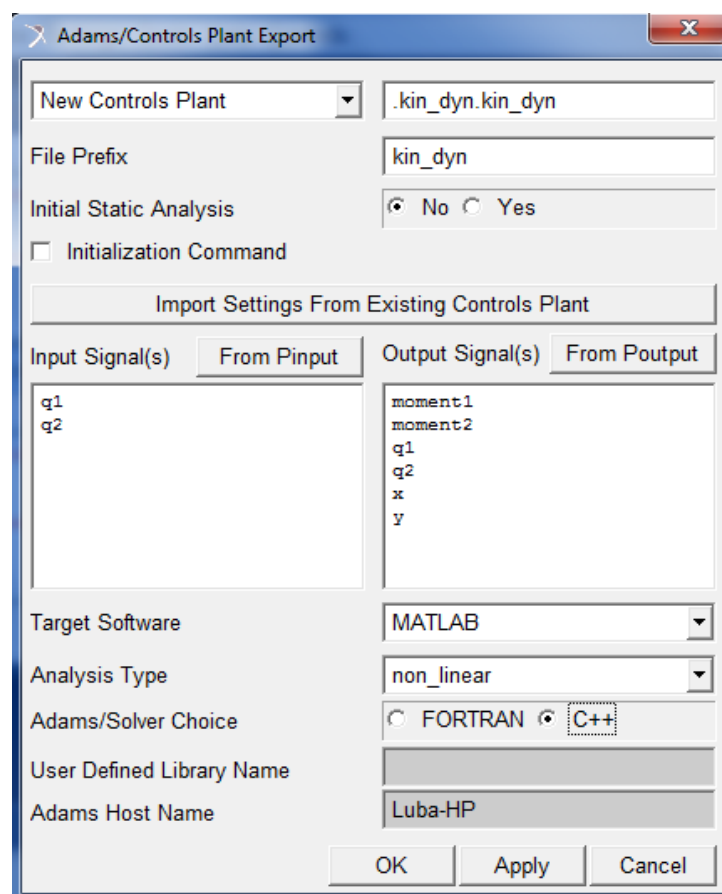 Adams/Controls Plant Export
New Controls Plant .kin_dyn.kin_dyn
File Prefix kin_dyn
Initial Static Analysis No Yes
Initialization Command
Import Settings From Existing Controls Plant
Input Signal(s) From Pinput Output Signal(s) From Poutput
q1
q2
moment1
moment2
q1
q2
x
y
Target Software MATLAB
Analysis Type non_linear
Adams/Solver Choice FORTRAN C++
User Defined Library Name
Adams Host Name Luba-HP
OK Apply Cancel